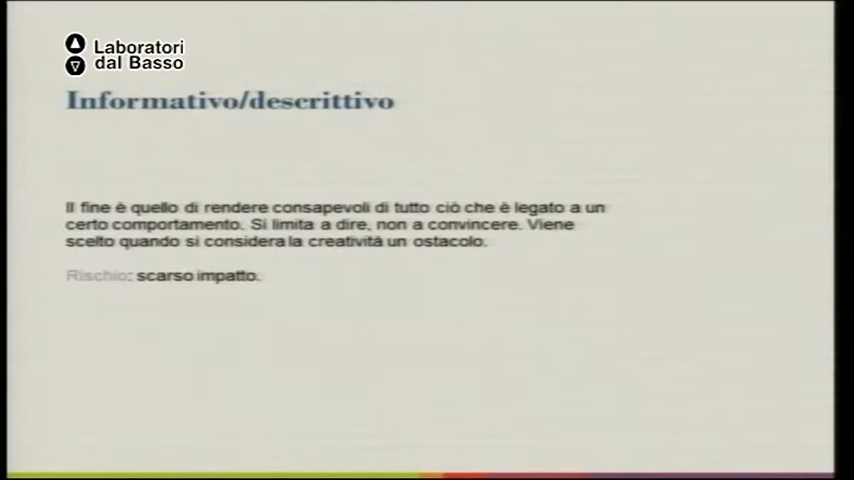 Laboratori
dal Basso
Informativo/descrittivo
Il fine è quello di rendere consapevoli di tutto ciò che è legato a un
certo comportamento. Si limita a dire, non a convincere. Viene
scelto quando si considera la creatività un ostacolo.
Rischio: scarso impatto.